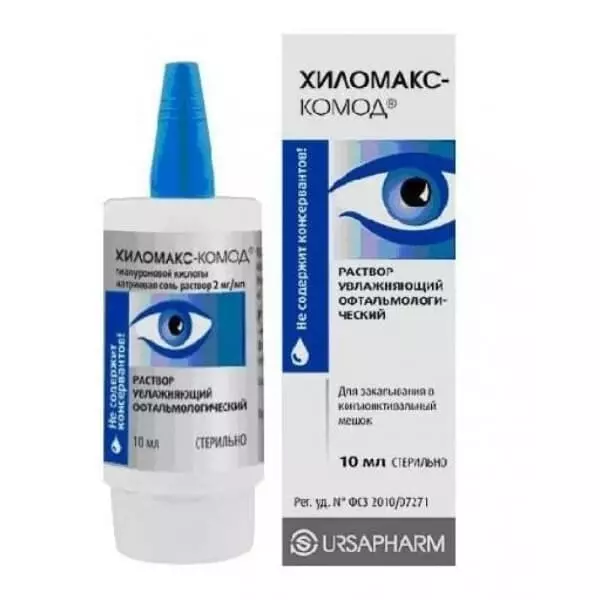 ХИЛОМАКС-КОМОД®
гиалуроновой кислоты
натриевая соль раствор 2 мг/мл
Не содержит
консервантов!
РАСТВОР
УВЛАЖНЯЮЩИЙ
ОФТАЛЬМОЛОГИЧЕСКИЙ
10 мл СТЕРИЛЬНО
ХИЛОМАКС-
КОМОД®
Не содержит консервантов!
РАСТВОР
УВЛАЖНЯЮЩИЙ
ОФТАЛЬМОЛОГИ-
ЧЕСКИЙ
Для закапывания в
конъюнктивальный
мешок
10 мл СТЕРИЛЬНО
Рег. уд. N° ФСЗ 2010/07271
URSAPHARM